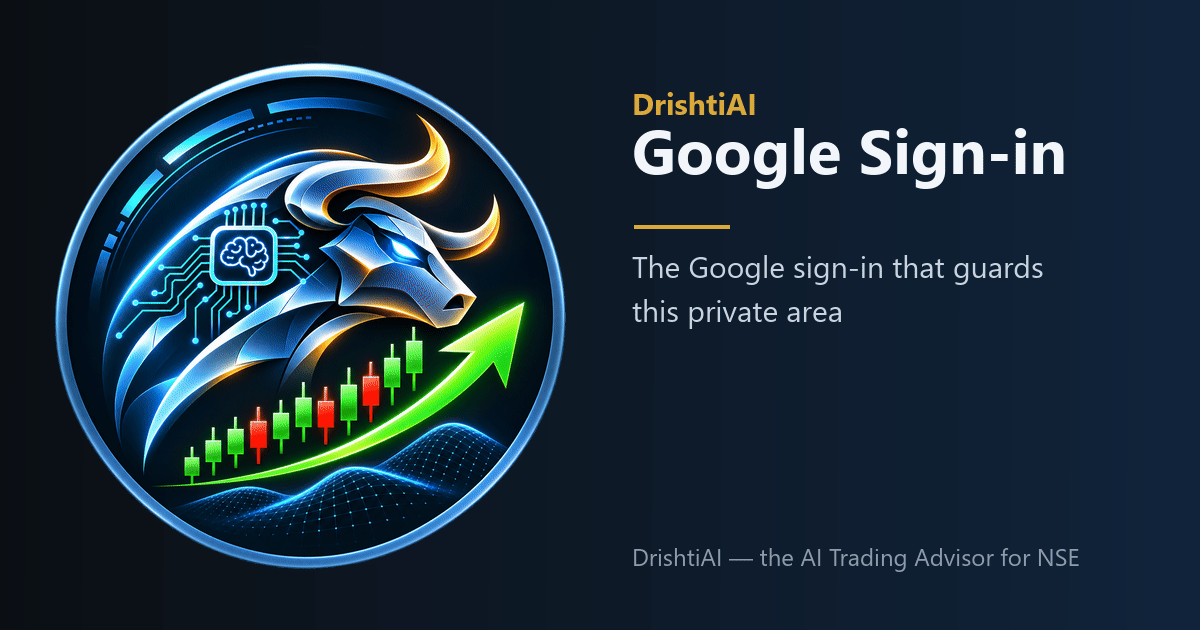 DrishtiAI
Google Sign-in
The Google sign-in that guards
this private area
DrishtiAI — the AI Trading Advisor for NSE